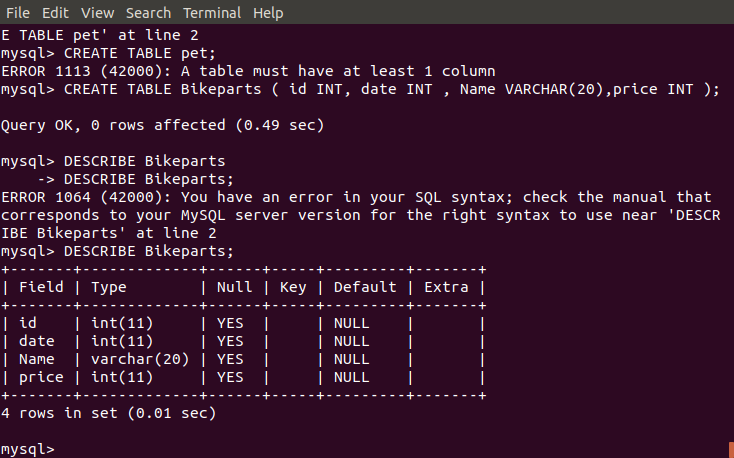 File Edit View Search Terminal Help
E TABLE pet' at line 2
mysql> CREATE TABLE pet;
ERROR 1113 (42000): A table must have at least 1 column
mysql> CREATE TABLE Bikeparts ( id INT, date INT , Name VARCHAR(20),price INT );
Query OK, 0 rows affected (0.49 sec)
mysql> DESCRIBE Bikeparts
    -> DESCRIBE Bikeparts;
ERROR 1064 (42000): You have an error in your SQL syntax; check the manual that
corresponds to your MySQL server version for the right syntax to use near 'DESCR
IBE Bikeparts' at line 2
mysql> DESCRIBE Bikeparts;
+-------+-------------+------+-----+---------+-------+
| Field | Type        | Null | Key | Default | Extra |
+-------+-------------+------+-----+---------+-------+
| id    | int(11)     | YES  |     | NULL    |       |
| date  | int(11)     | YES  |     | NULL    |       |
| Name  | varchar(20) | YES  |     | NULL    |       |
| price | int(11)     | YES  |     | NULL    |       |
+-------+-------------+------+-----+---------+-------+
4 rows in set (0.01 sec)
mysql>